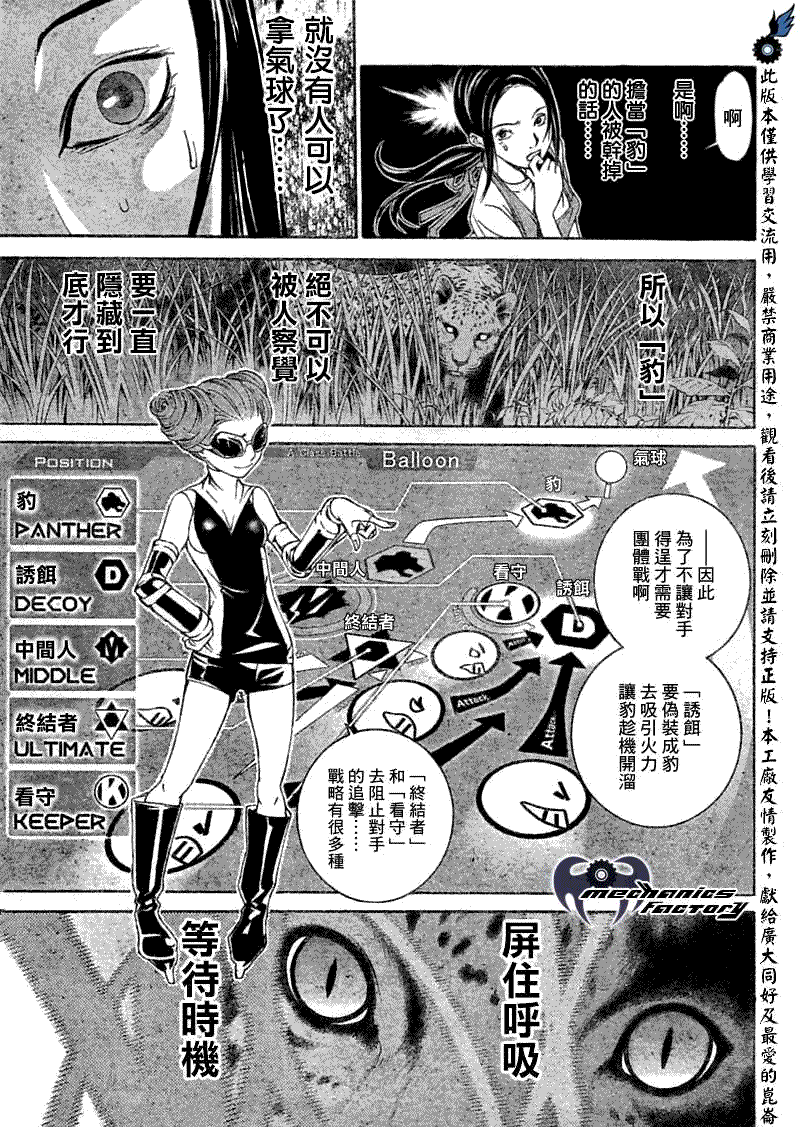 啊
是啊……
擔當「豹」
的人被幹掉
的話……
就沒有人可以
拿氣球了……
所以「豹」
絕不可以
被人察覺
要一直
隱藏到
底才行
POSITION
豹
PANTHER
誘餌
DECOY
中間人
MIDDLE
終結者
ULTIMATE
看守
KEEPER
A Clash Battle
Balloon
氣球
豹
中間人
看守
誘餌
終結者
D
M
K
D
K
Attack
Attack
Attack
——因此
為了不讓對手
得逞才需要
團體戰啊
「誘餌」
要偽裝成豹
去吸引火力
讓豹趁機開溜
「終結者」
和「看守」
去阻止對手
的追擊……
戰略有很多種
mechanics
factory
屏住呼吸
等待時機
此版本僅供學習交流用，嚴禁商業用途，觀看後請立刻刪除並請支持正版！本工廠友情製作，獻給廣大同好及最愛的崑崙